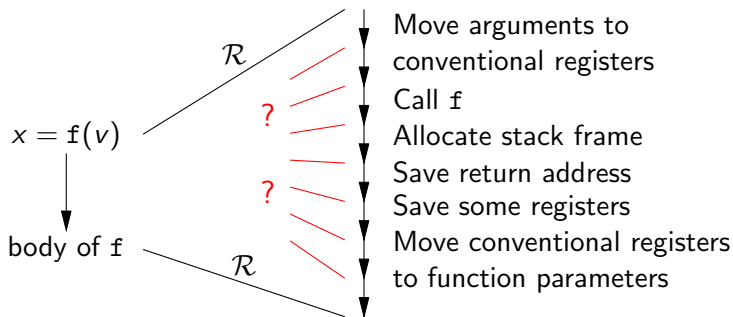 Move arguments to
conventional registers
Call f
Allocate stack frame
Save return address
Save some registers
Move conventional registers
to function parameters
x = f(v)
body of f
ℛ
ℛ
?
?